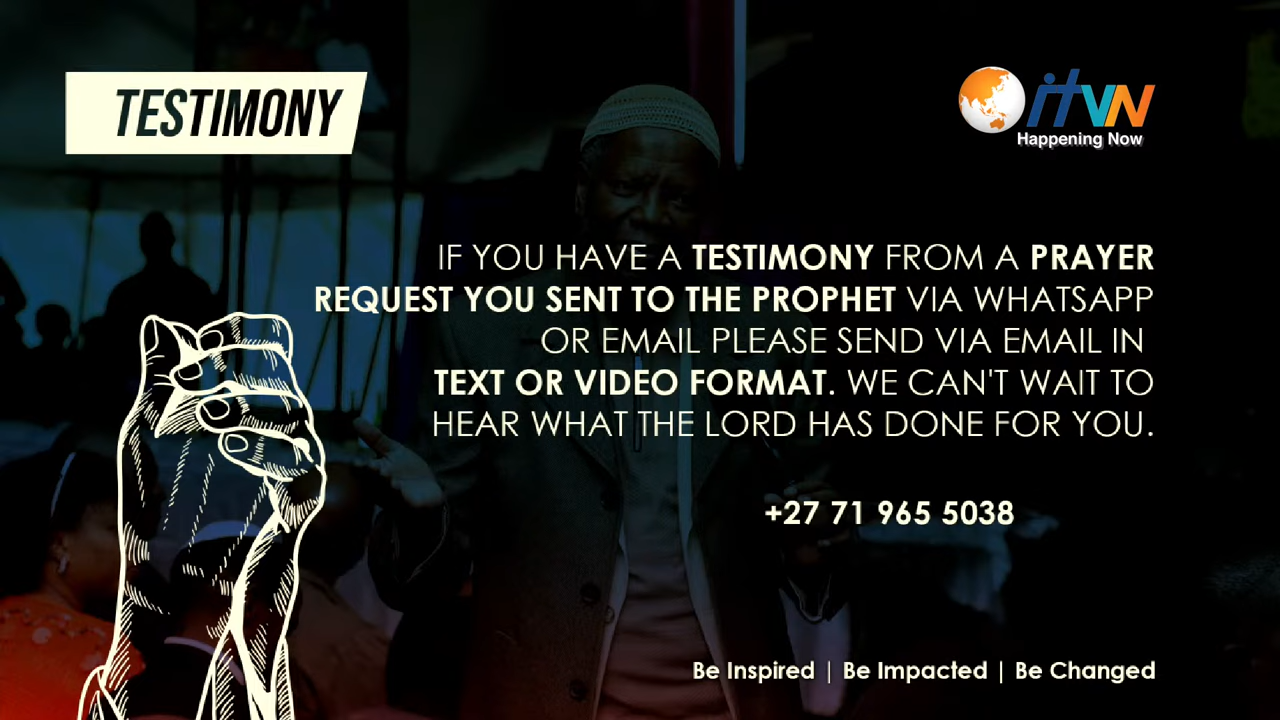 TESTIMONY
itvn
Happening Now
IF YOU HAVE A TESTIMONY FROM A PRAYER
REQUEST YOU SENT TO THE PROPHET VIA WHATSAPP
OR EMAIL PLEASE SEND VIA EMAIL IN
TEXT OR VIDEO FORMAT. WE CAN'T WAIT TO
HEAR WHAT THE LORD HAS DONE FOR YOU.
+27 71 965 5038
Be Inspired | Be Impacted | Be Changed